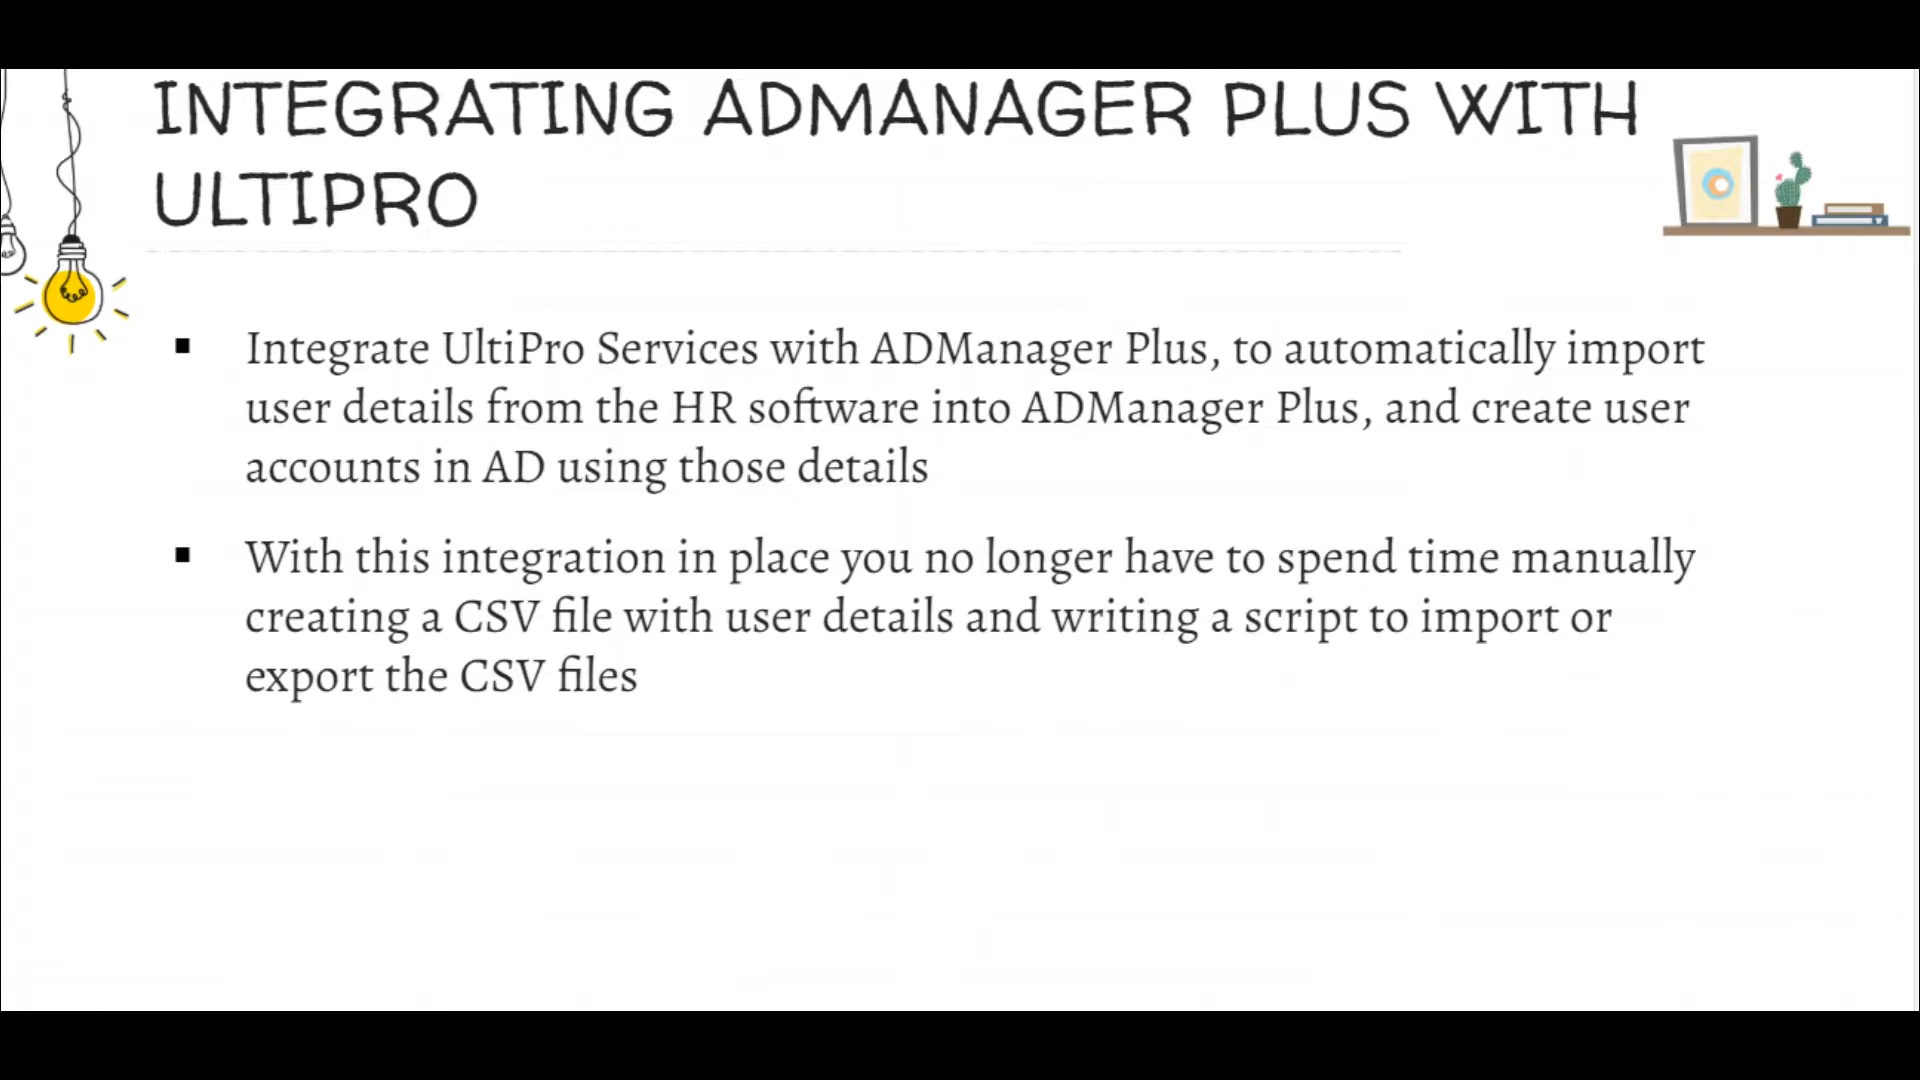 INTEGRATING ADMANAGER PLUS WITH
ULTIPRO
▪ Integrate UltiPro Services with ADManager Plus, to automatically import
user details from the HR software into ADManager Plus, and create user
accounts in AD using those details
▪ With this integration in place you no longer have to spend time manually
creating a CSV file with user details and writing a script to import or
export the CSV files